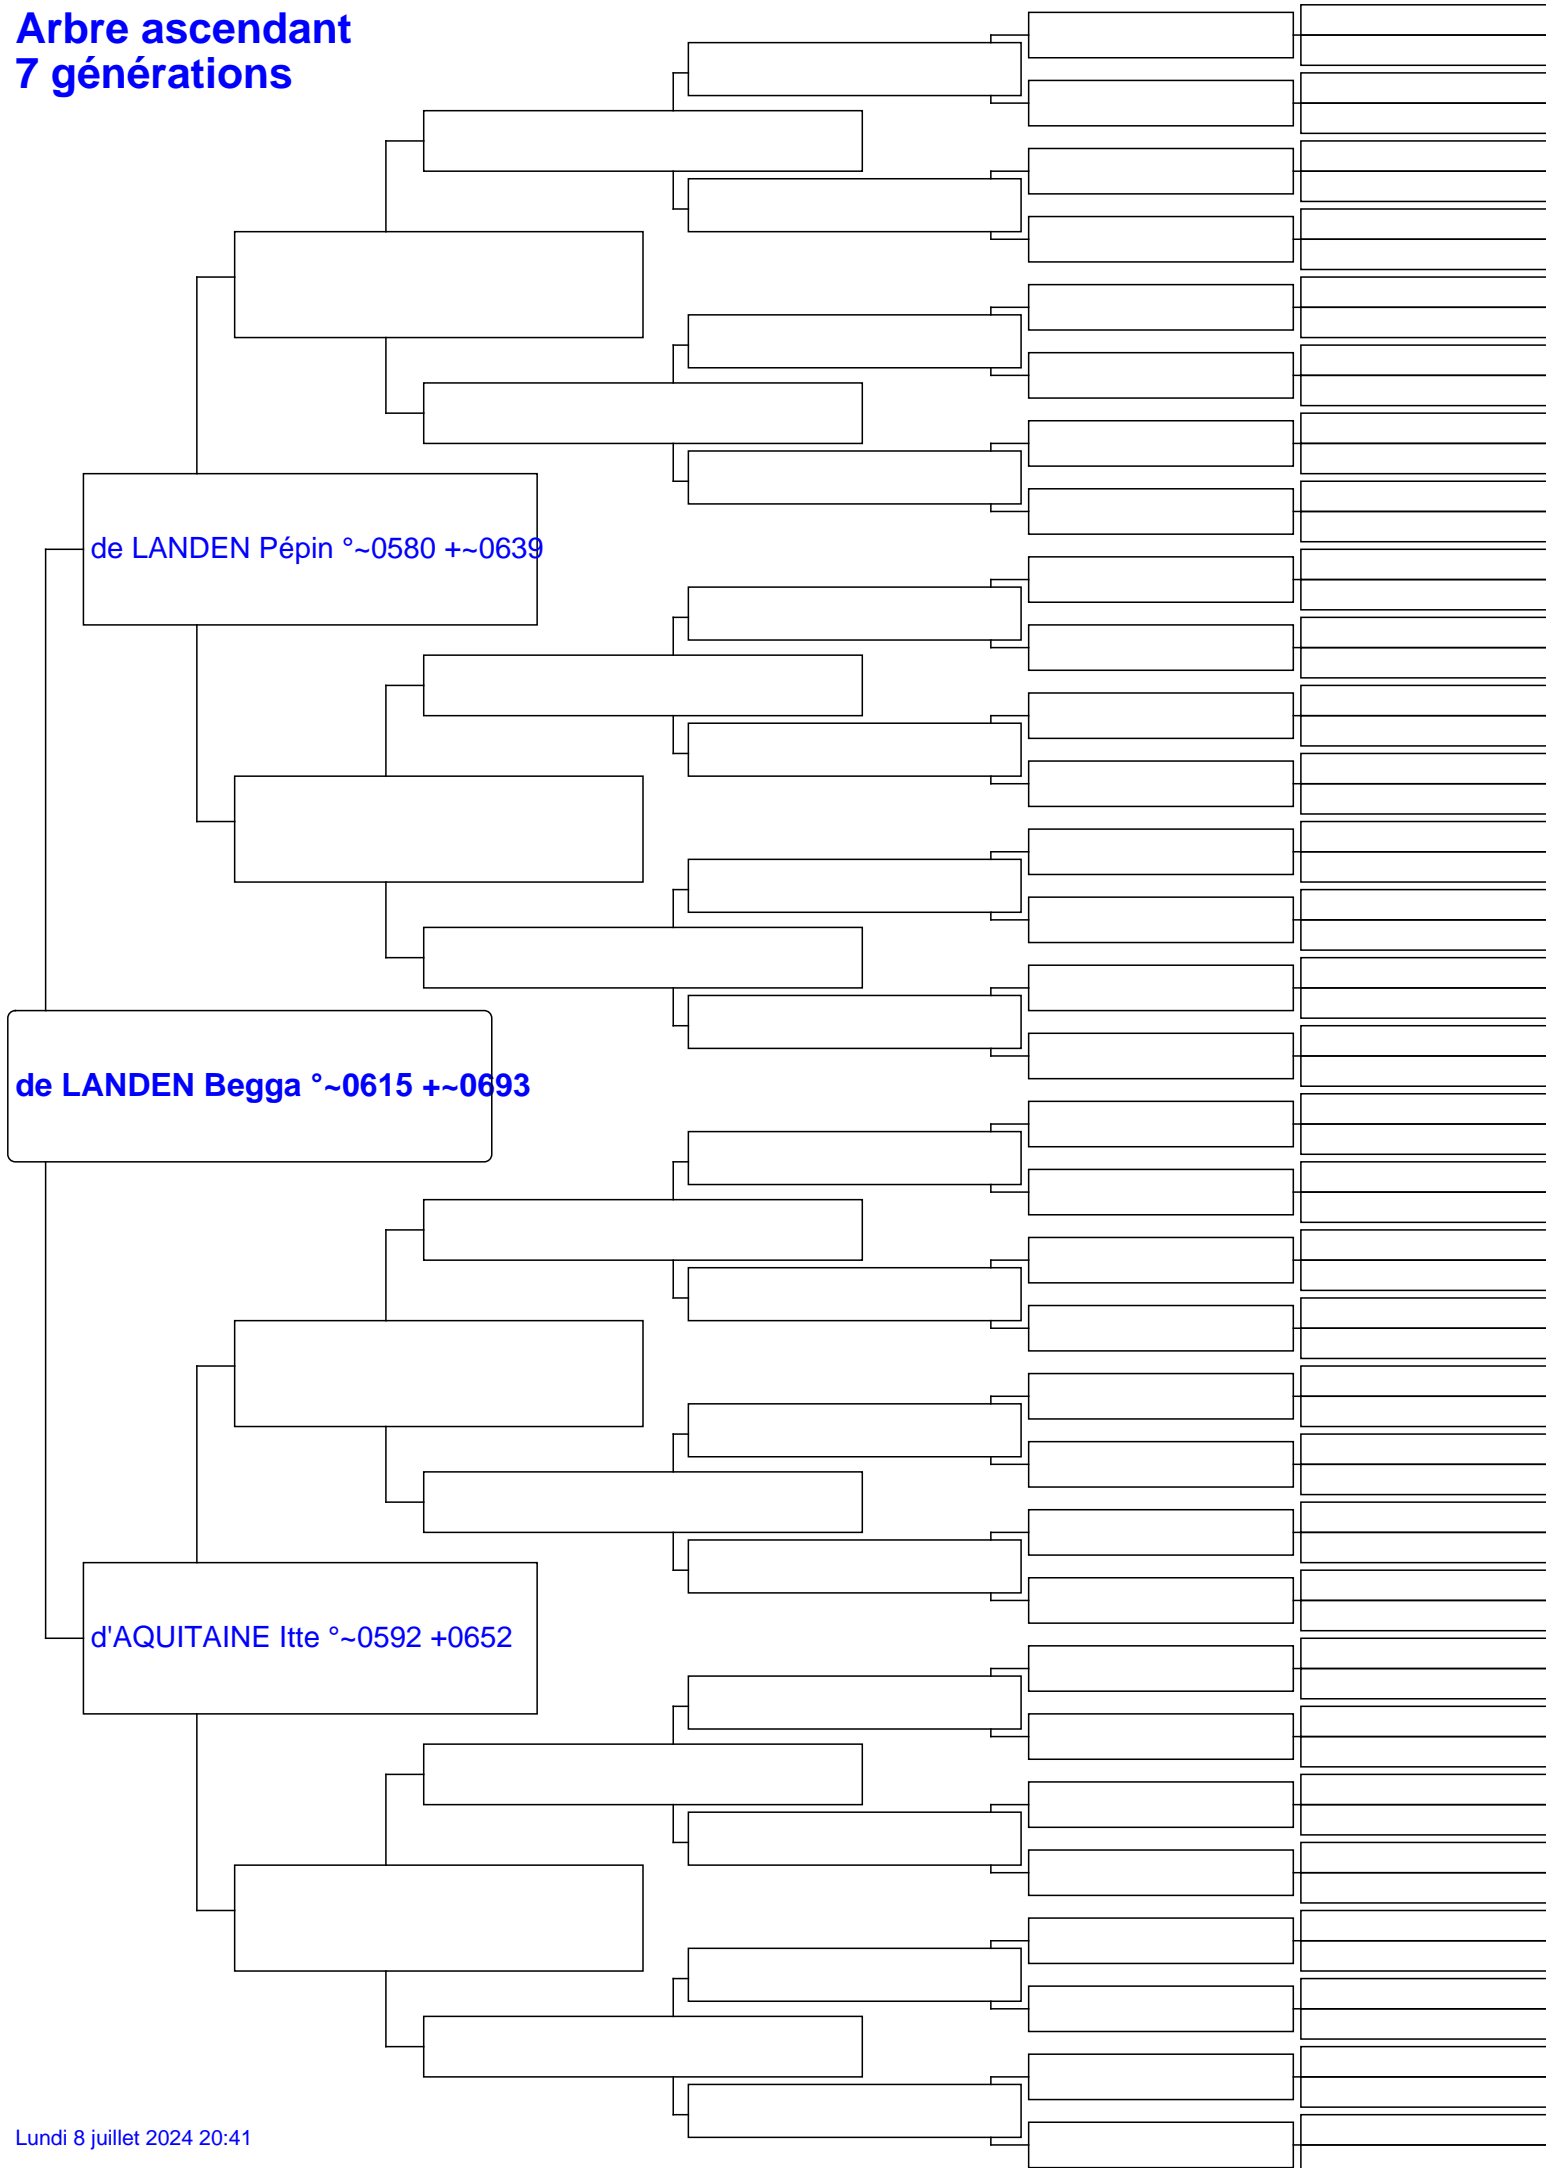 Arbre ascendant
7 générations
de LANDEN Pépin °~0580 +~0639
de LANDEN Begga °~0615 +~0693
d'AQUITAINE Itte °~0592 +0652
Lundi 8 juillet 2024 20:41